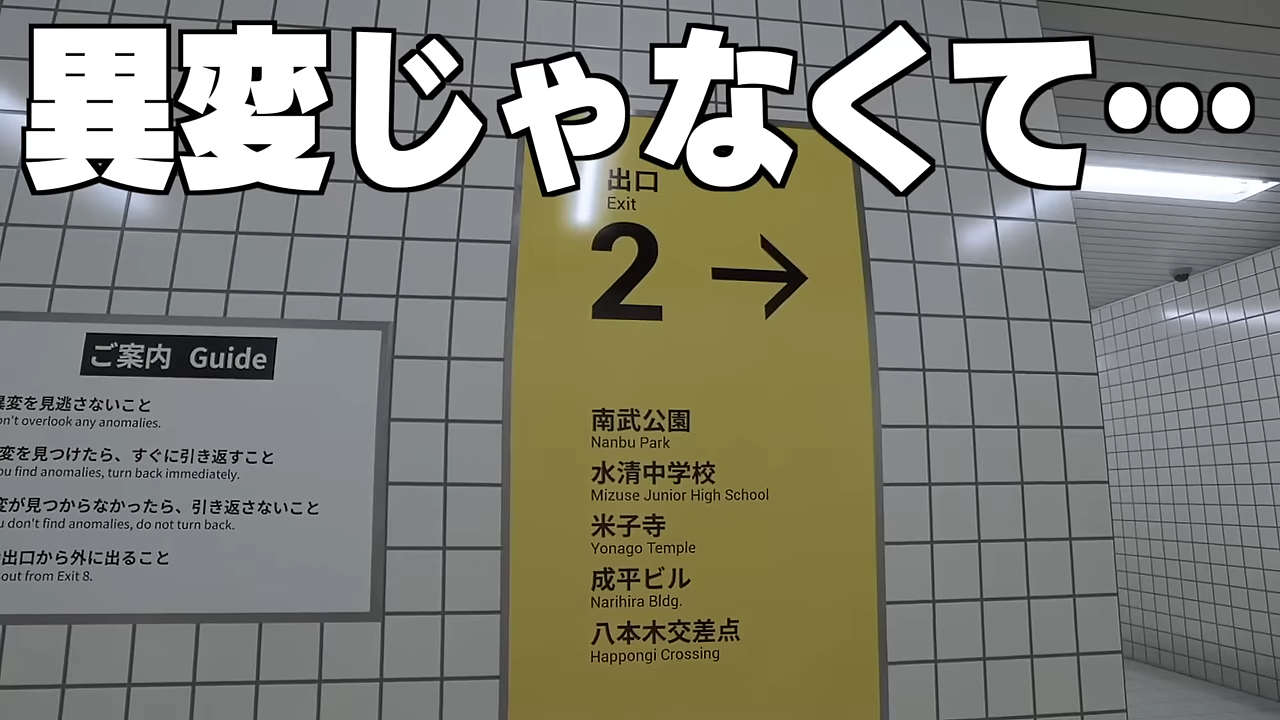 異変じゃなくて…
出口
Exit
2 →
ご案内 Guide
変を見逃さないこと
overlook any anomalies.
変を見つけたら、すぐに引き返すこと
find anomalies, turn back immediately.
変が見つからなかったら、引き返さないこと
don't find anomalies, do not turn back.
出口から外に出ること
out from Exit 8.
南武公園
Nanbu Park
水清中学校
Mizuse Junior High School
米子寺
Yonago Temple
成平ビル
Narihira Bldg.
八本木交差点
Happongi Crossing